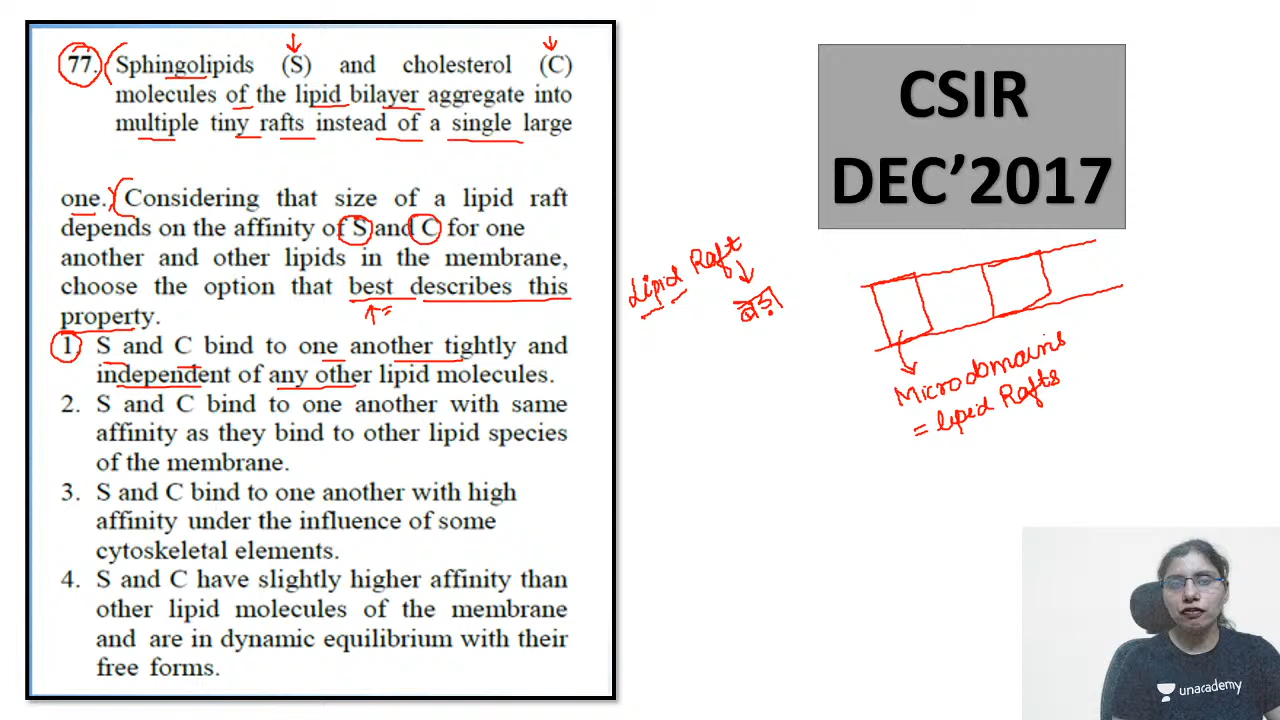 77. Sphingolipids (S) and cholesterol (C)
molecules of the lipid bilayer aggregate into
multiple tiny rafts instead of a single large
one. Considering that size of a lipid raft
depends on the affinity of S and C for one
another and other lipids in the membrane,
choose the option that best describes this
property.
1. S and C bind to one another tightly and
independent of any other lipid molecules.
2. S and C bind to one another with same
affinity as they bind to other lipid species
of the membrane.
3. S and C bind to one another with high
affinity under the influence of some
cytoskeletal elements.
4. S and C have slightly higher affinity than
other lipid molecules of the membrane
and are in dynamic equilibrium with their
free forms.
CSIR
DEC’2017
Lipid Raft
बेड़ा
Microdomains
= lipid Rafts
unacademy